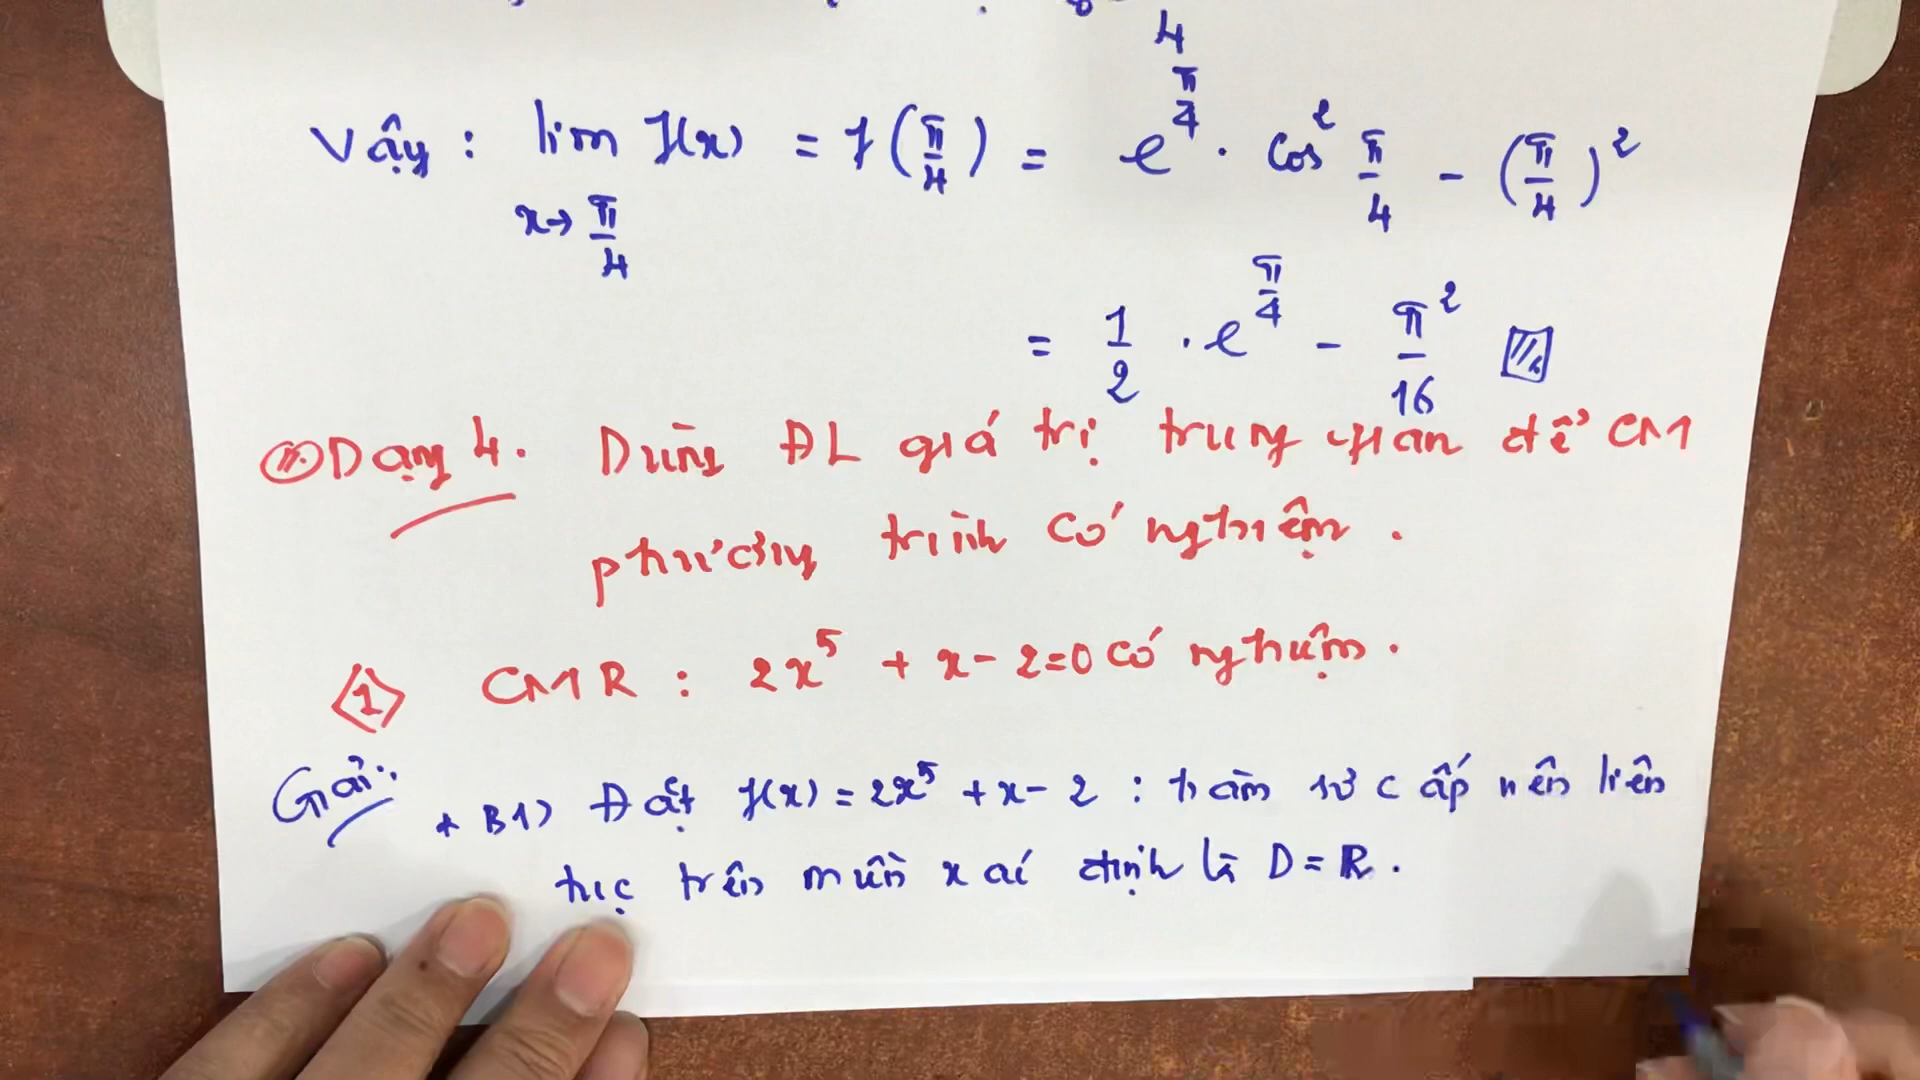 Vậy : lim f(x) = f(π/4) = e^(π/4) . cos² π/4 - (π/4)²
x→ π/4
= 1/2 . e^(π/4) - π²/16
Dạng 4. Dùng ĐL giá trị trung gian để CM
phương trình có nghiệm .
1 CMR : 2x⁵ + x - 2=0 có nghiệm .
Giải: * B1) Đặt f(x) = 2x⁵ + x - 2 : hàm sơ cấp nên liên
tục trên miền xác định là D = R .